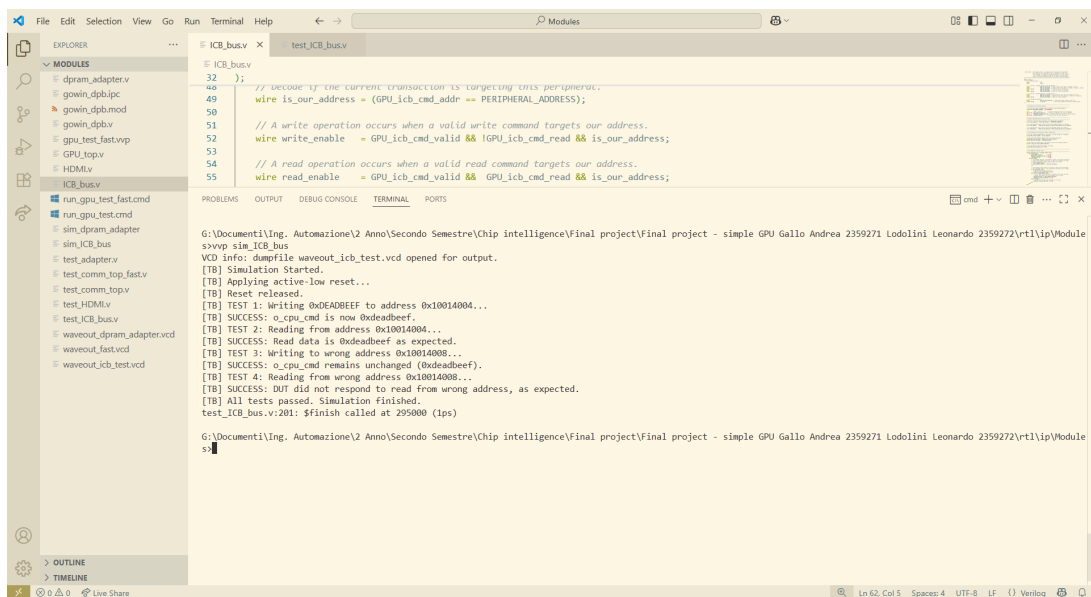 File Edit Selection View Go Run Terminal Help
Modules
EXPLORER
MODULES
dpram_adapter.v
gowin_dpb.ipc
gowin_dpb.mod
gowin_dpb.v
gpu_test_fast.vvp
GPU_top.v
HDMI.v
ICB_bus.v
run_gpu_test_fast.cmd
run_gpu_test.cmd
sim_dpram_adapter
sim_ICB_bus
test_adapter.v
test_comm_top_fast.v
test_comm_top.v
test_HDMI.v
test_ICB_bus.v
waveout_dpram_adapter.vcd
waveout_fast.vcd
waveout_icb_test.vcd
OUTLINE
TIMELINE
ICB_bus.v test_ICB_bus.v
ICB_bus.v
32 );
48 // Decode if the current transaction is targeting this peripheral.
49 wire is_our_address = (GPU_icb_cmd_addr == PERIPHERAL_ADDRESS);
50
51 // A write operation occurs when a valid write command targets our address.
52 wire write_enable = GPU_icb_cmd_valid && !GPU_icb_cmd_read && is_our_address;
53
54 // A read operation occurs when a valid read command targets our address.
55 wire read_enable = GPU_icb_cmd_valid && GPU_icb_cmd_read && is_our_address;
PROBLEMS OUTPUT DEBUG CONSOLE TERMINAL PORTS
cmd
G:\Documenti\Ing. Automazione\2 Anno\Secondo Semestre\Chip intelligence\Final project\Final project - simple GPU Gallo Andrea 2359271 Lodolini Leonardo 2359272\rtl\ip\Module
s>vvp sim_ICB_bus
VCD info: dumpfile waveout_icb_test.vcd opened for output.
[TB] Simulation Started.
[TB] Applying active-low reset...
[TB] Reset released.
[TB] TEST 1: Writing 0xDEADBEEF to address 0x10014004...
[TB] SUCCESS: o_cpu_cmd is now 0xdeadbeef.
[TB] TEST 2: Reading from address 0x10014004...
[TB] SUCCESS: Read data is 0xdeadbeef as expected.
[TB] TEST 3: Writing to wrong address 0x10014008...
[TB] SUCCESS: o_cpu_cmd remains unchanged (0xdeadbeef).
[TB] TEST 4: Reading from wrong address 0x10014008...
[TB] SUCCESS: DUT did not respond to read from wrong address, as expected.
[TB] All tests passed. Simulation finished.
test_ICB_bus.v:201: $finish called at 295000 (1ps)
G:\Documenti\Ing. Automazione\2 Anno\Secondo Semestre\Chip intelligence\Final project\Final project - simple GPU Gallo Andrea 2359271 Lodolini Leonardo 2359272\rtl\ip\Module
s>
0 0 Live Share
Ln 62, Col 5 Spaces: 4 UTF-8 LF {} Verilog